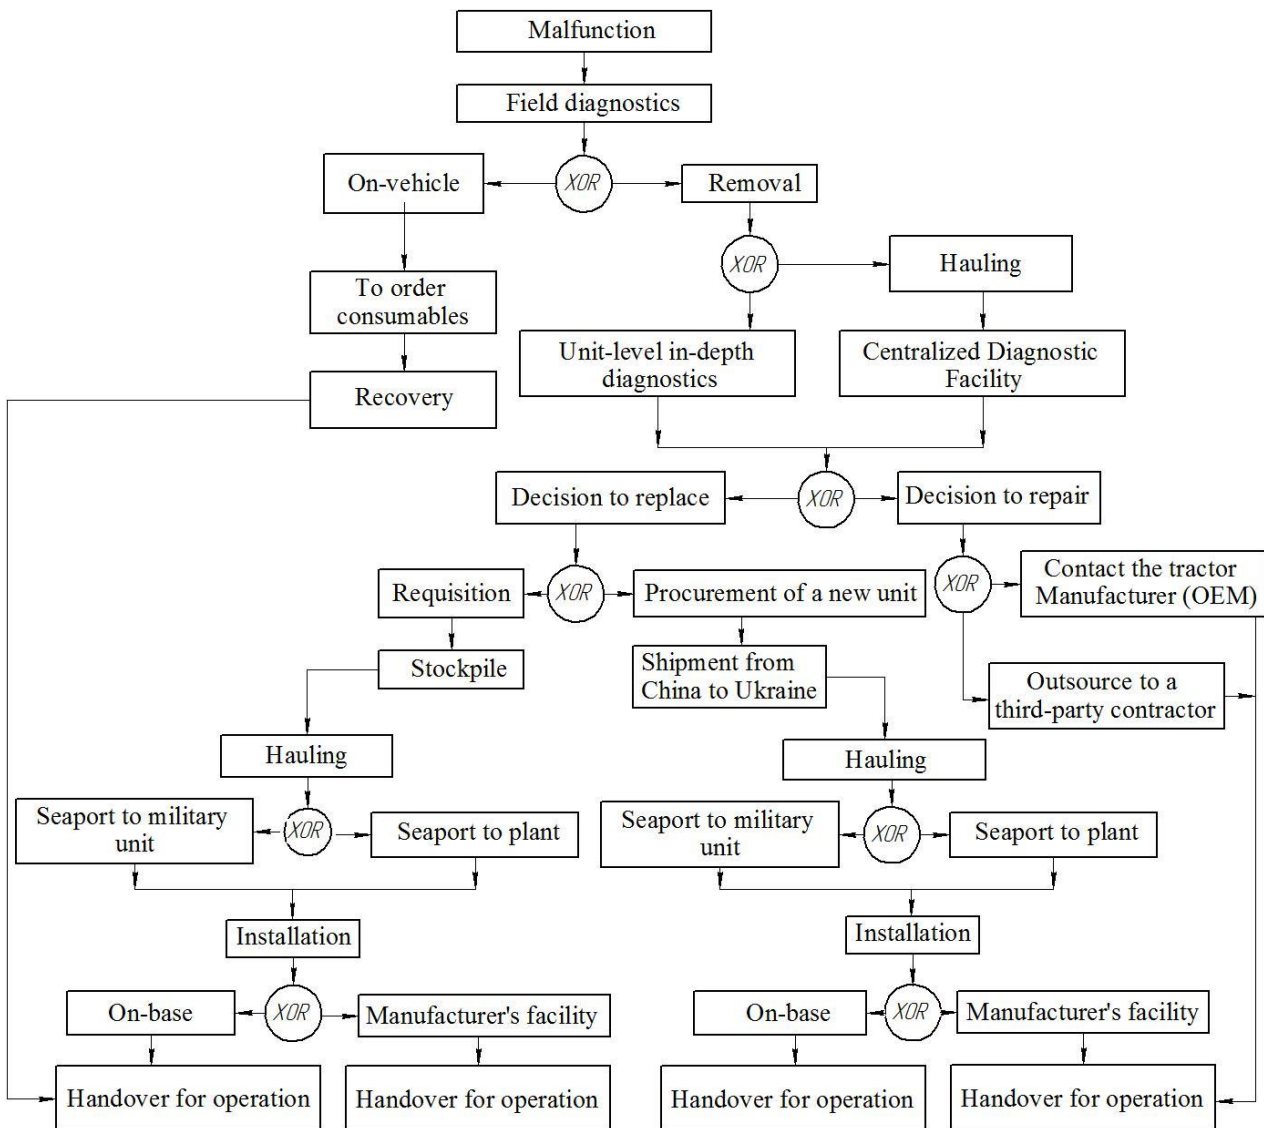 Malfunction
Field diagnostics
On-vehicle
XOR
Removal
XOR
Hauling
To order
consumables
Unit-level in-depth
diagnostics
Centralized Diagnostic
Facility
Recovery
Decision to replace
XOR
Decision to repair
Requisition
XOR
Procurement of a new unit
XOR
Contact the tractor
Manufacturer (OEM)
Stockpile
Shipment from
China to Ukraine
Outsource to a
third-party contractor
Hauling
Hauling
Seaport to military
unit
XOR
Seaport to plant
Seaport to military
unit
XOR
Seaport to plant
Installation
Installation
On-base
XOR
Manufacturer's facility
On-base
XOR
Manufacturer's facility
Handover for operation
Handover for operation
Handover for operation
Handover for operation